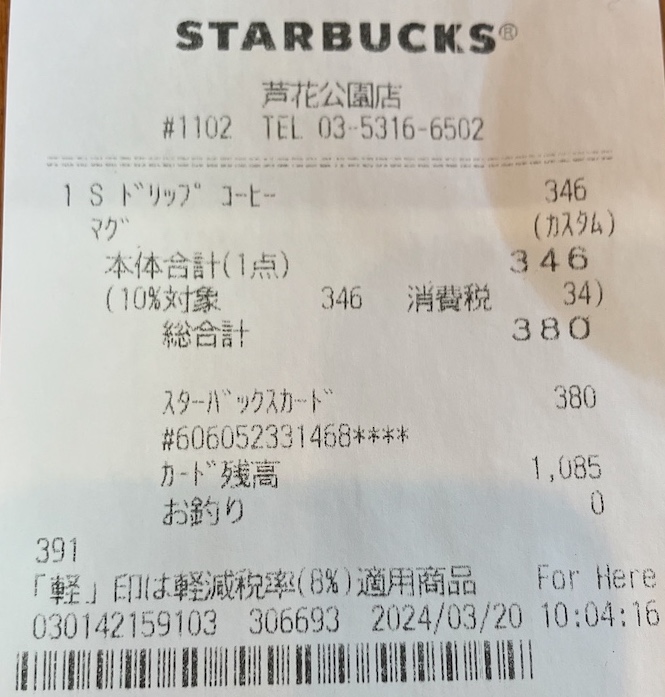 STARBUCKS®
芦花公園店
#1102 TEL 03-5316-6502
1 S ドリップ コーヒー 346
マグ (カスタム)
本体合計(1点) 346
(10%対象 346 消費税 34)
総合計 380
スターバックスカード 380
#606052331468****
カード残高 1,085
お釣り 0
391
「軽」印は軽減税率(8%)適用商品 For Here
030142159103 306693 2024/03/20 10:04:16